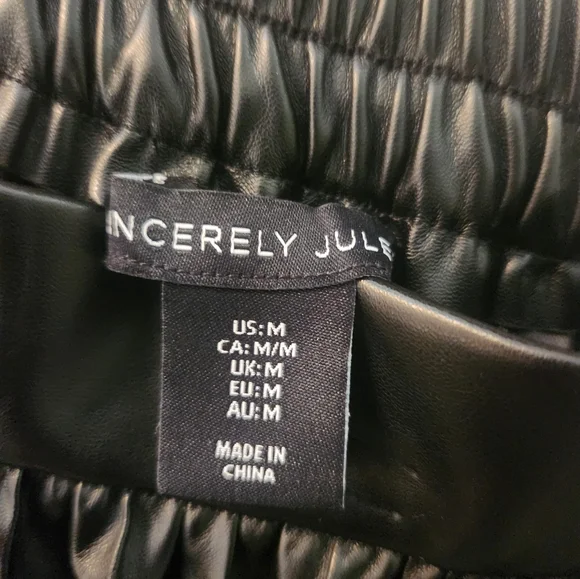 INCERELY JULE
US:M
CA:M/M
UK:M
EU:M
AU:M
MADE IN
CHINA